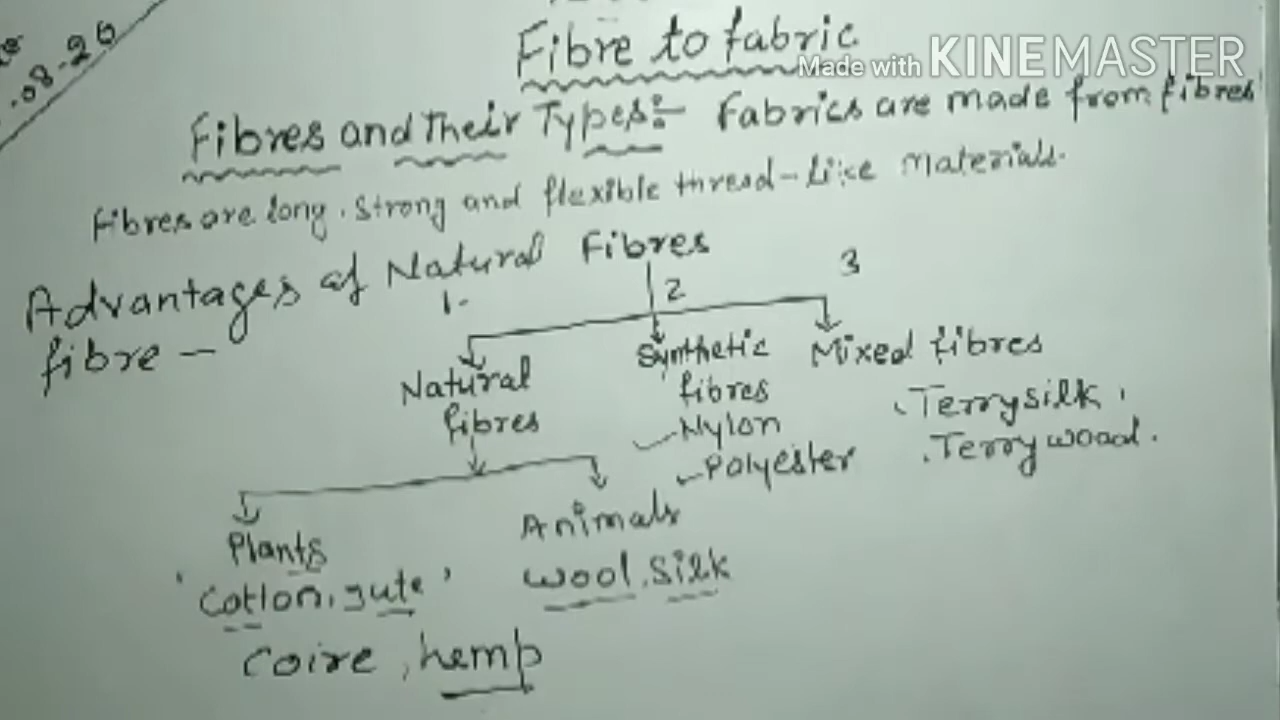 .08-20
Fibre to fabric
Made with KINEMASTER
Fibres and Their Types:- Fabrics are made from fibres
Fibres are long, strong and flexible thread-like materials.
Advantages of Natural
fibre -
Fibres
1.
2
3
Natural
fibres
Synthetic
fibres
Nylon
Polyester
Mixed fibres
Terrysilk,
Terry woad.
Plants
'Cotton, jute'
Coire, hemp
Animals
wool, silk